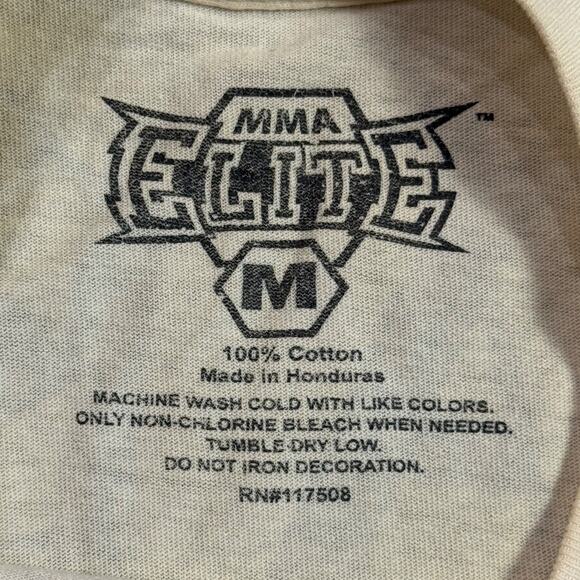 MMA
ELITE
™
M
100% Cotton
Made in Honduras
MACHINE WASH COLD WITH LIKE COLORS.
ONLY NON-CHLORINE BLEACH WHEN NEEDED.
TUMBLE DRY LOW.
DO NOT IRON DECORATION.
RN#117508